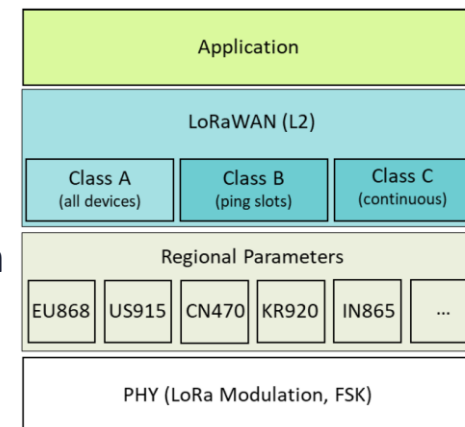 Application
LoRaWAN (L2)
Class A
(all devices)
Class B
(ping slots)
Class C
(continuous)
Regional Parameters
EU868 US915 CN470 KR920 IN865 ...
PHY (LoRa Modulation, FSK)